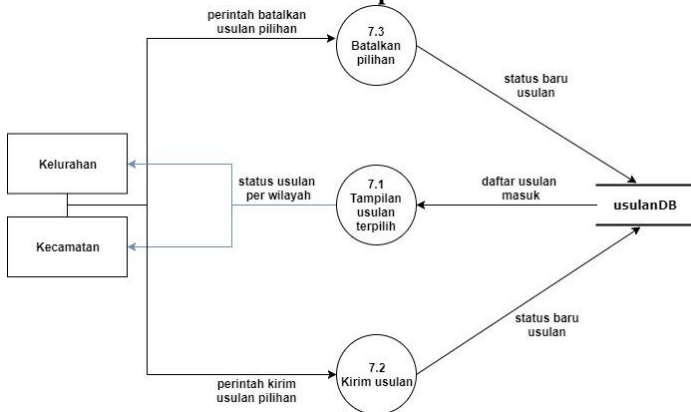 perintah batalkan
usulan pilihan
7.3
Batalkan
pilihan
status baru
usulan
Kelurahan
status usulan
per wilayah
7.1
Tampilan
usulan
terpilih
daftar usulan
masuk
usulanDB
Kecamatan
status baru
usulan
perintah kirim
usulan pilihan
7.2
Kirim usulan